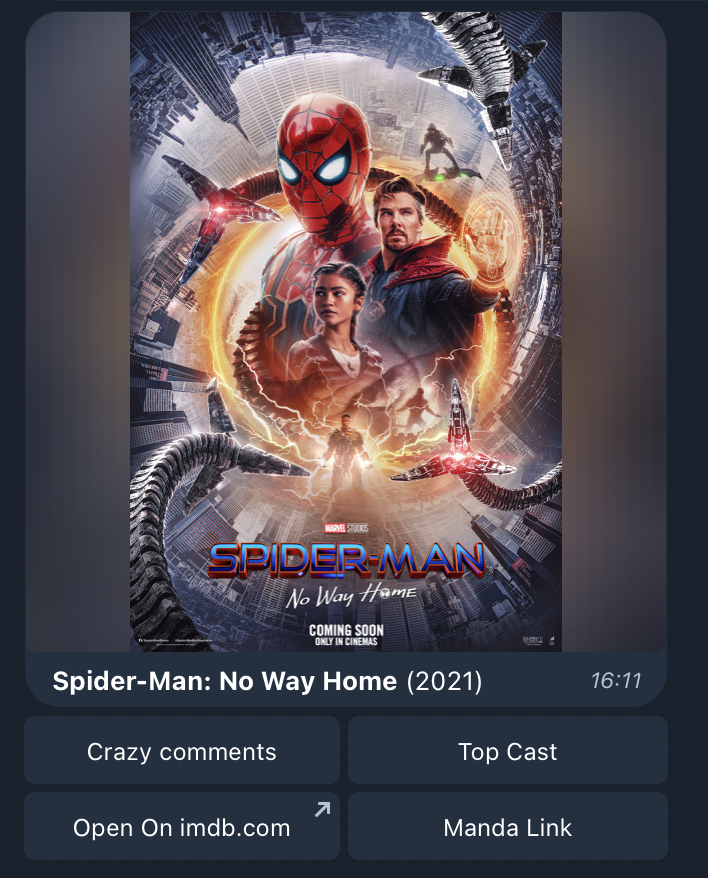 MARVEL STUDIOS
SPIDER-MAN
No Way Home
COMING SOON
ONLY IN CINEMAS
Spider-Man: No Way Home (2021)
16:11
Crazy comments
Top Cast
Open On imdb.com
Manda Link